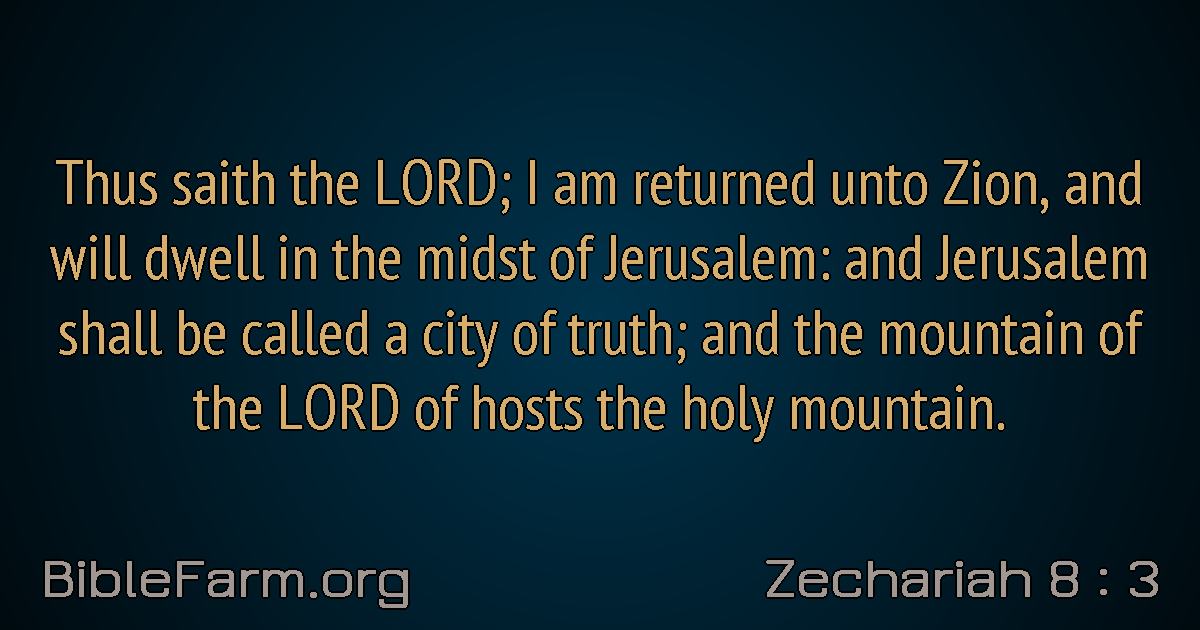 Thus saith the LORD; I am returned unto Zion, and
will dwell in the midst of Jerusalem: and Jerusalem
shall be called a city of truth; and the mountain of
the LORD of hosts the holy mountain.
BibleFarm.org
Zechariah 8 : 3